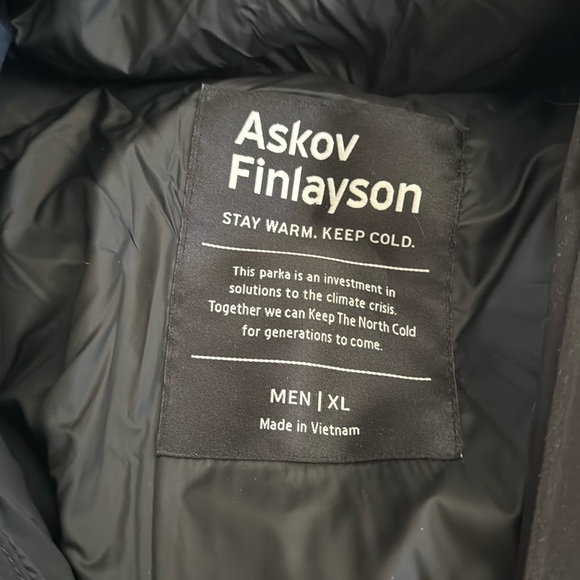 Askov
Finlayson
STAY WARM. KEEP COLD.
This parka is an investment in
solutions to the climate crisis.
Together we can Keep The North Cold
for generations to come.
MEN | XL
Made in Vietnam